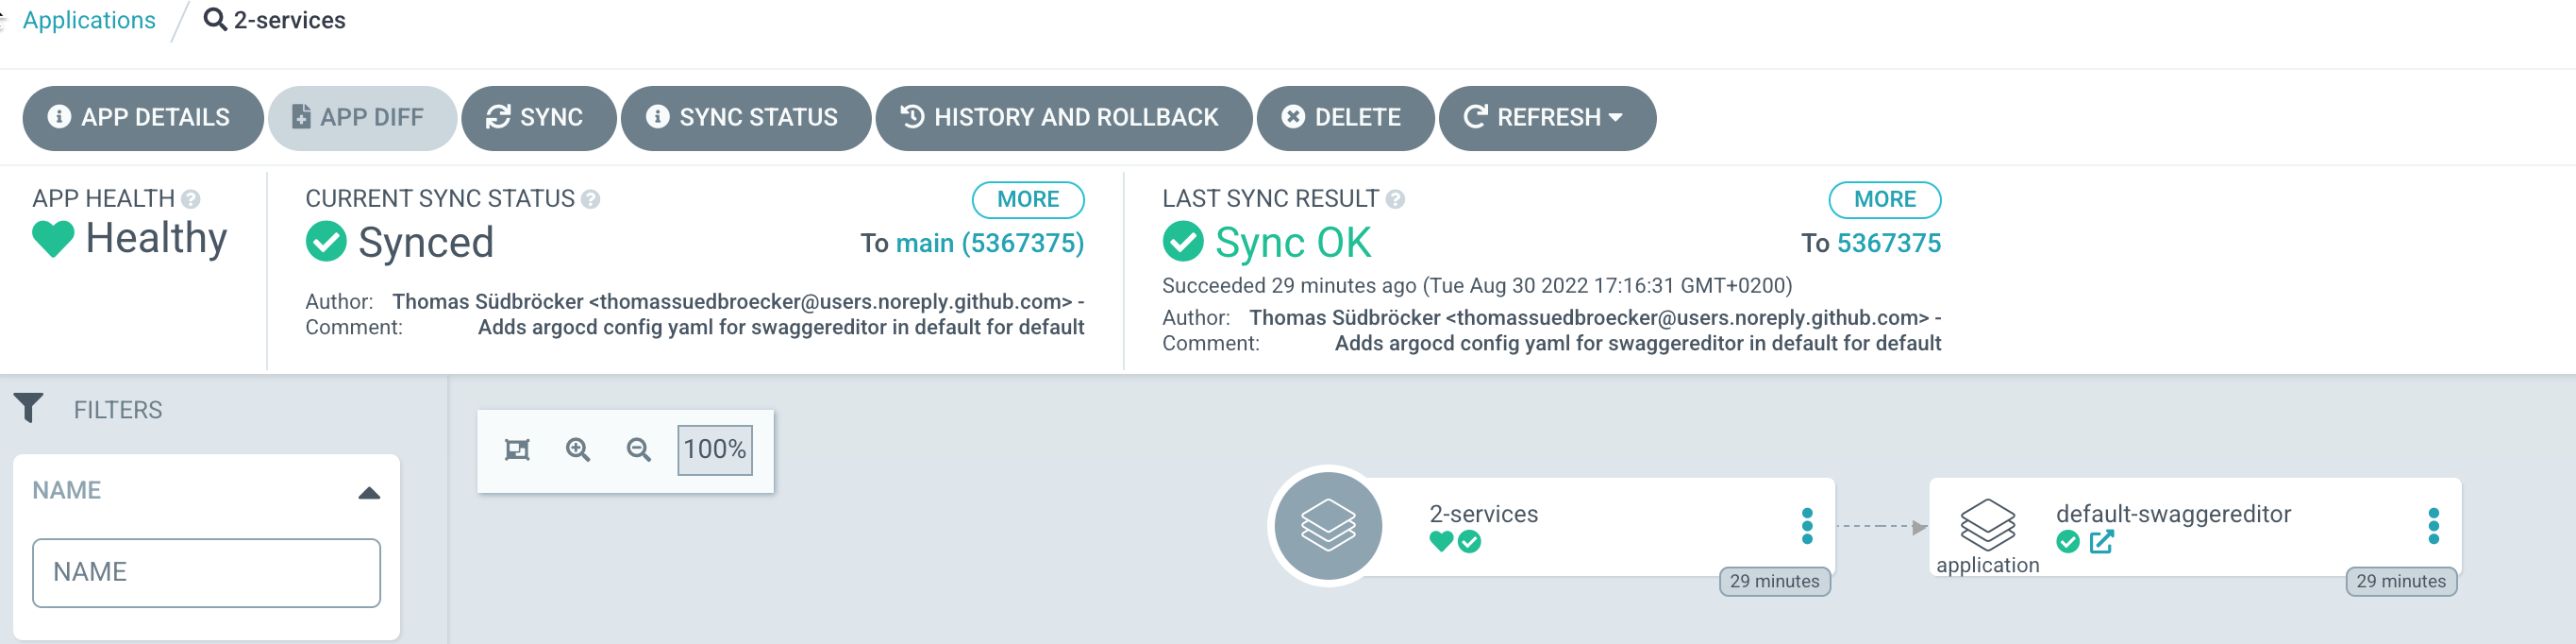 Applications / 2-services
APP DETAILS APP DIFF SYNC SYNC STATUS HISTORY AND ROLLBACK DELETE REFRESH
APP HEALTH
Healthy
CURRENT SYNC STATUS MORE
Synced To main (5367375)
Author: Thomas Südbröcker <thomassuedbroecker@users.noreply.github.com> -
Comment: Adds argocd config yaml for swaggereditor in default for default
LAST SYNC RESULT MORE
Sync OK To 5367375
Succeeded 29 minutes ago (Tue Aug 30 2022 17:16:31 GMT+0200)
Author: Thomas Südbröcker <thomassuedbroecker@users.noreply.github.com> -
Comment: Adds argocd config yaml for swaggereditor in default for default
FILTERS
NAME
NAME
100%
2-services
29 minutes
default-swaggereditor
application
29 minutes